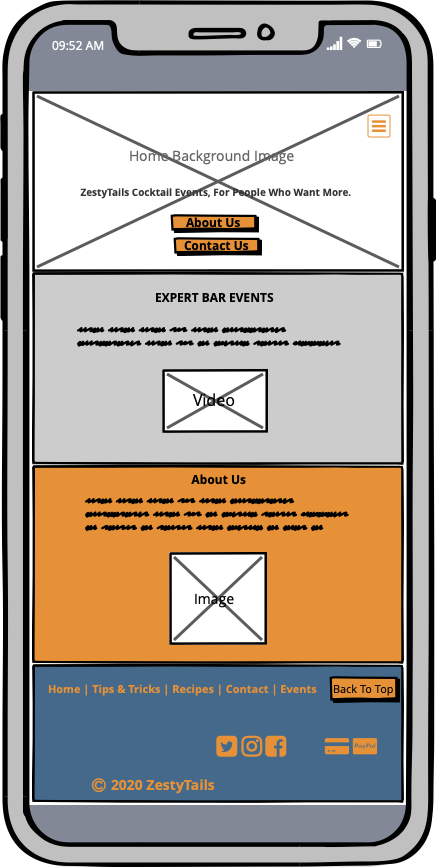 09:52 AM
Home Background Image
ZestyTails Cocktail Events, For People Who Want More.
About Us
Contact Us
EXPERT BAR EVENTS
Video
About Us
Image
Home | Tips & Tricks | Recipes | Contact | Events
Back To Top
PayPal
© 2020 ZestyTails